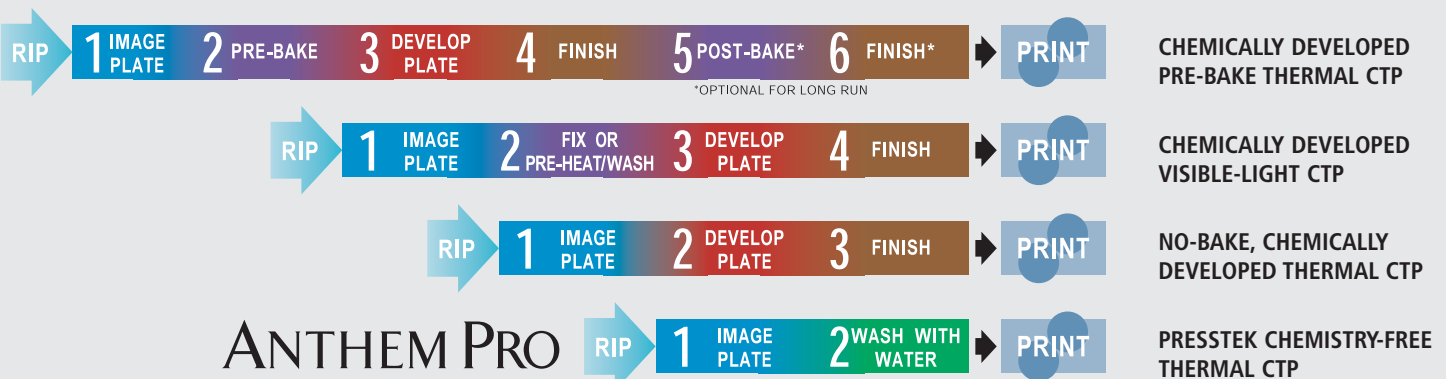 RIP 1 IMAGE PLATE 2 PRE-BAKE 3 DEVELOP PLATE 4 FINISH 5 POST-BAKE* 6 FINISH* PRINT
*OPTIONAL FOR LONG RUN
CHEMICALLY DEVELOPED
PRE-BAKE THERMAL CTP
RIP 1 IMAGE PLATE 2 FIX OR PRE-HEAT/WASH 3 DEVELOP PLATE 4 FINISH PRINT
CHEMICALLY DEVELOPED
VISIBLE-LIGHT CTP
RIP 1 IMAGE PLATE 2 DEVELOP PLATE 3 FINISH PRINT
NO-BAKE, CHEMICALLY
DEVELOPED THERMAL CTP
ANTHEM PRO RIP 1 IMAGE PLATE 2 WASH WITH WATER PRINT
PRESSTEK CHEMISTRY-FREE
THERMAL CTP